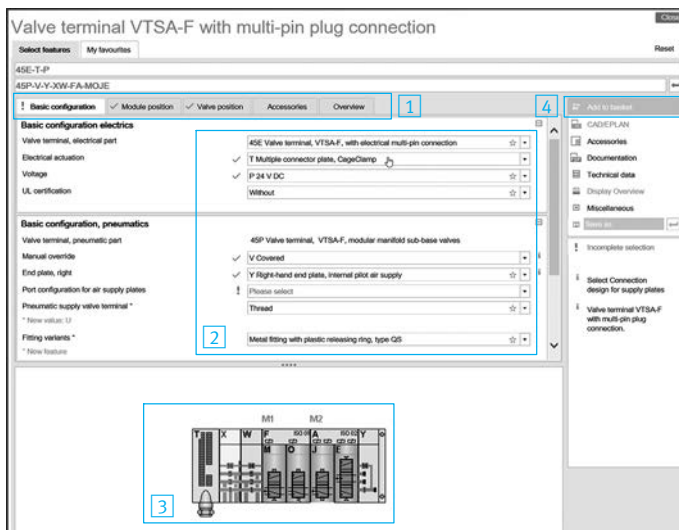 Valve terminal VTSA-F with multi-pin plug connection
Close
Select features
My favourites
Reset
45E-T-P
45P-V-Y-XW-FA-MOJE
! Basic configuration
Module position
Valve position
Accessories
Overview
1
4
Add to basket
Basic configuration electrics
Valve terminal, electrical part
45E Valve terminal, VTSA-F, with electrical multi-pin connection
Electrical actuation
T Multiple connector plate, CageClamp
Voltage
P 24 V DC
UL certification
Without
Basic configuration, pneumatics
Valve terminal, pneumatic part
45P Valve terminal, VTSA-F, modular manifold sub-base valves
Manual override
V Covered
i
End plate, right
Y Right-hand end plate, internal pilot air supply
i
Port configuration for air supply plates
! Please select
Pneumatic supply valve terminal *
Thread
* New value: U
2
Fitting variants *
Metal fitting with plastic releasing ring, type QS
* New feature
CAD/EPLAN
Accessories
Documentation
Technical data
Display Overview
Miscellaneous
Save as
! Incomplete selection
i Select Connection
design for supply plates
i Valve terminal VTSA-F
with multi-pin plug
connection.
M1 M2
T X W F ISO 01 A ISO 02 Y
M O J E
3